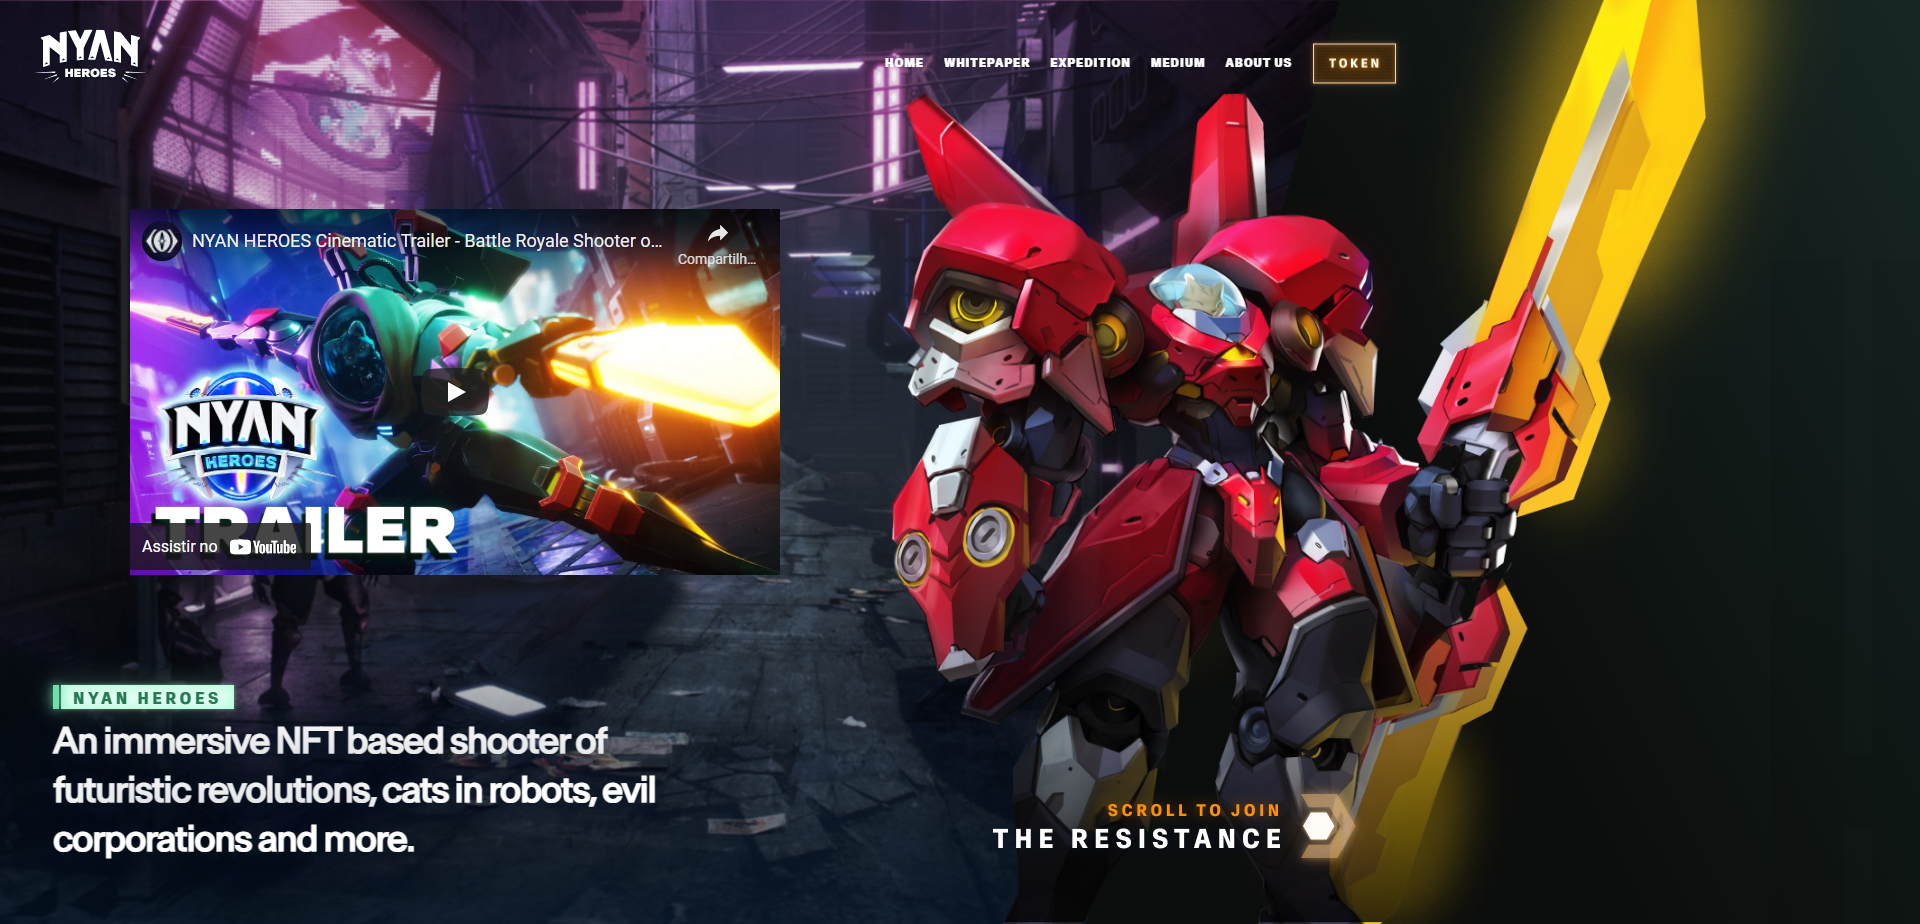 NYAN
HEROES
HOME WHITEPAPER EXPEDITION MEDIUM ABOUT US TOKEN
NYAN HEROES Cinematic Trailer - Battle Royale Shooter o...
Compartilh...
NYAN
HEROES
TRAILER
Assistir no YouTube
NYAN HEROES
An immersive NFT based shooter of
futuristic revolutions, cats in robots, evil
corporations and more.
SCROLL TO JOIN
THE RESISTANCE